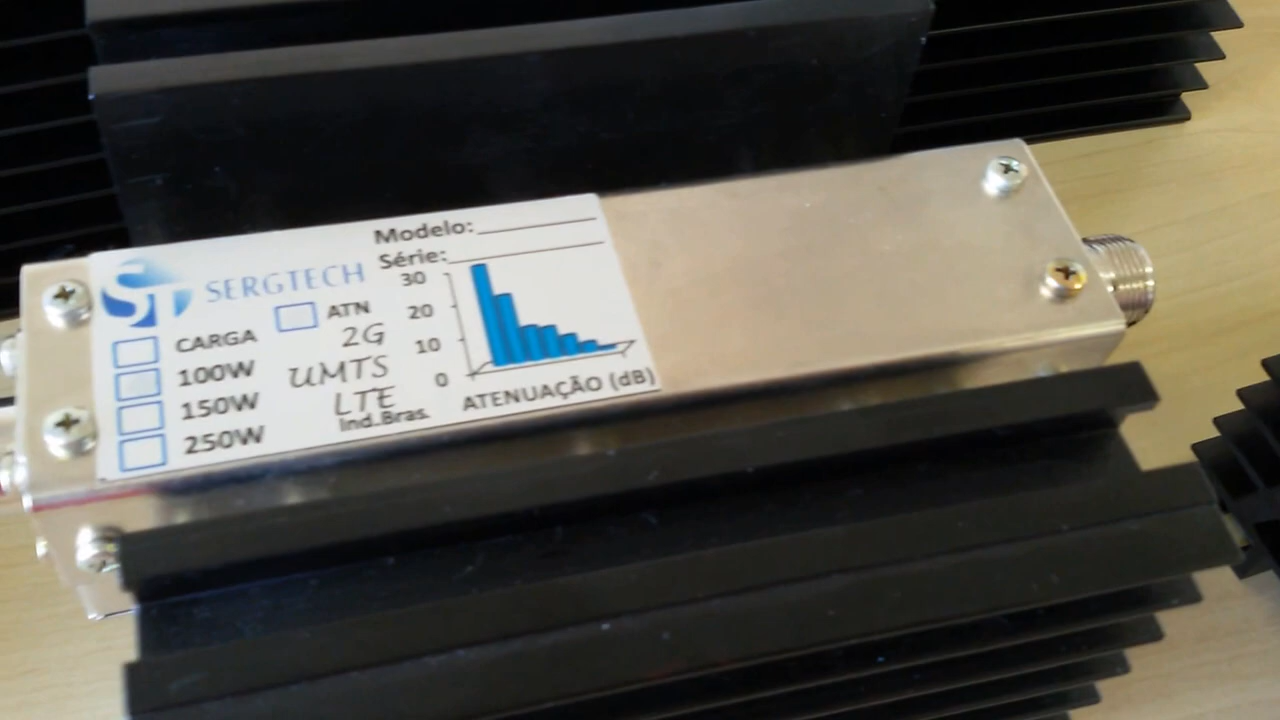 Modelo:
Série:
ST SERGTECH
ATN
CARGA
100W
150W
250W
2G
UMTS
LTE
Ind.Bras.
30
20
10
0
ATENUAÇÃO (dB)